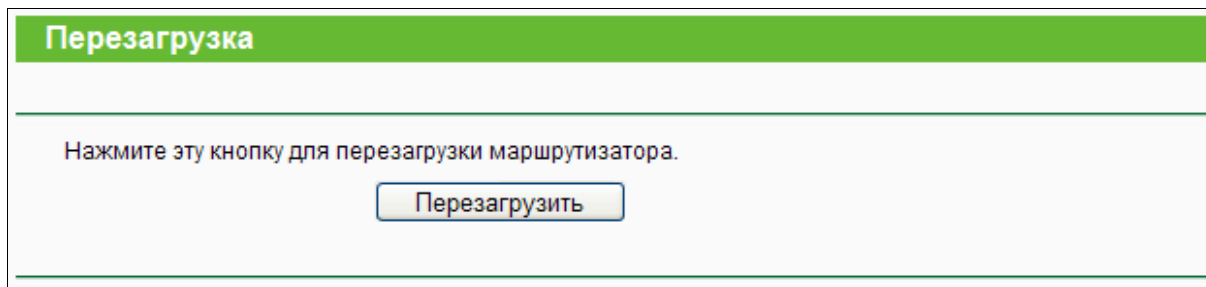 Перезагрузка
Нажмите эту кнопку для перезагрузки маршрутизатора.
Перезагрузить